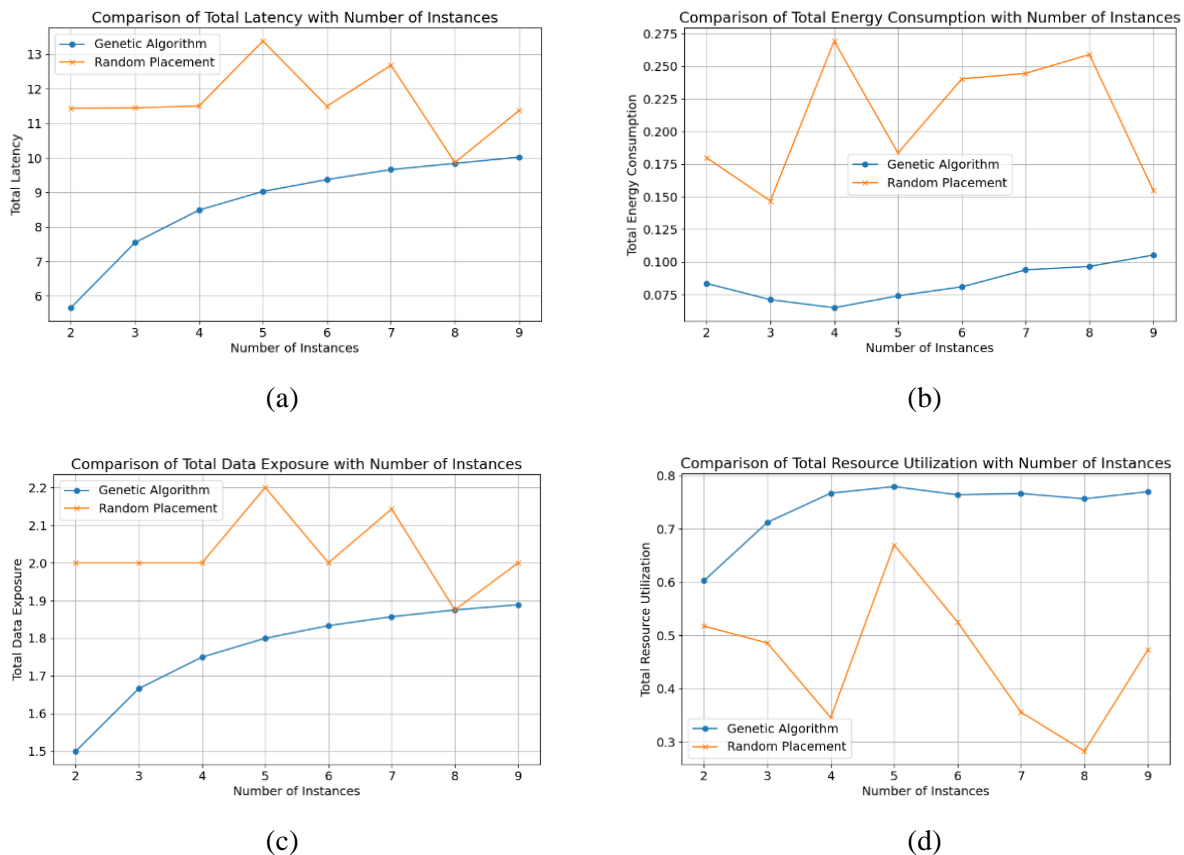 Comparison of Total Latency with Number of Instances
Genetic Algorithm
Random Placement
13
12
11
10
9
8
7
6
Total Latency
2 3 4 5 6 7 8 9
Number of Instances
(a)
Comparison of Total Energy Consumption with Number of Instances
0.275
0.250
0.225
0.200
0.175
0.150
0.125
0.100
0.075
Total Energy Consumption
Genetic Algorithm
Random Placement
2 3 4 5 6 7 8 9
Number of Instances
(b)
Comparison of Total Data Exposure with Number of Instances
Genetic Algorithm
Random Placement
2.2
2.1
2.0
1.9
1.8
1.7
1.6
1.5
Total Data Exposure
2 3 4 5 6 7 8 9
Number of Instances
(c)
Comparison of Total Resource Utilization with Number of Instances
0.8
0.7
0.6
0.5
0.4
0.3
Total Resource Utilization
Genetic Algorithm
Random Placement
2 3 4 5 6 7 8 9
Number of Instances
(d)